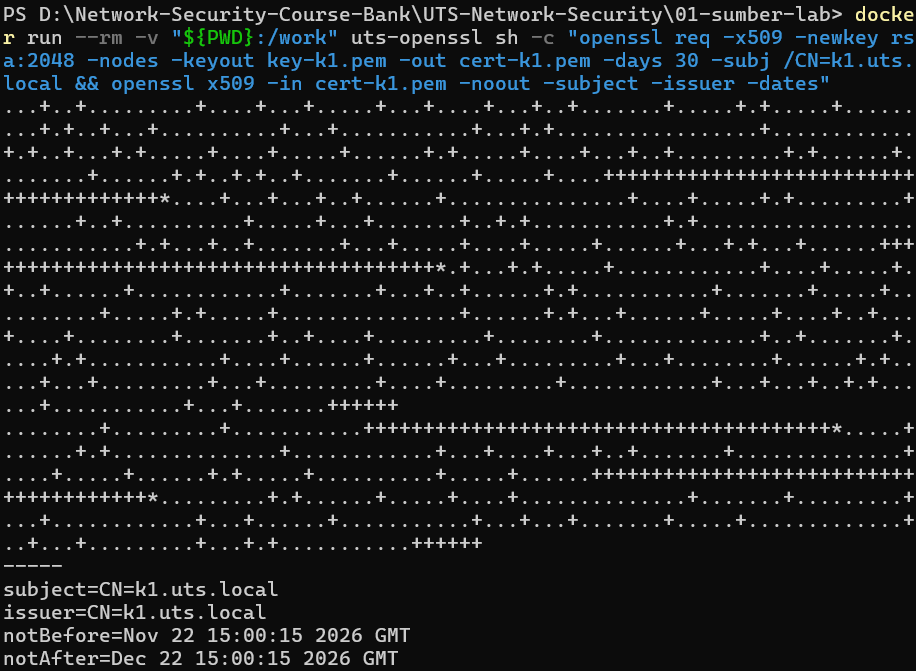 PS D:\Network-Security-Course-Bank\UTS-Network-Security\01-sumber-lab> docke
r run --rm -v "${PWD}:/work" uts-openssl sh -c "openssl req -x509 -newkey rs
a:2048 -nodes -keyout key-k1.pem -out cert-k1.pem -days 30 -subj /CN=k1.uts.
local && openssl x509 -in cert-k1.pem -noout -subject -issuer -dates"
-----
subject=CN=k1.uts.local
issuer=CN=k1.uts.local
notBefore=Nov 22 15:00:15 2026 GMT
notAfter=Dec 22 15:00:15 2026 GMT